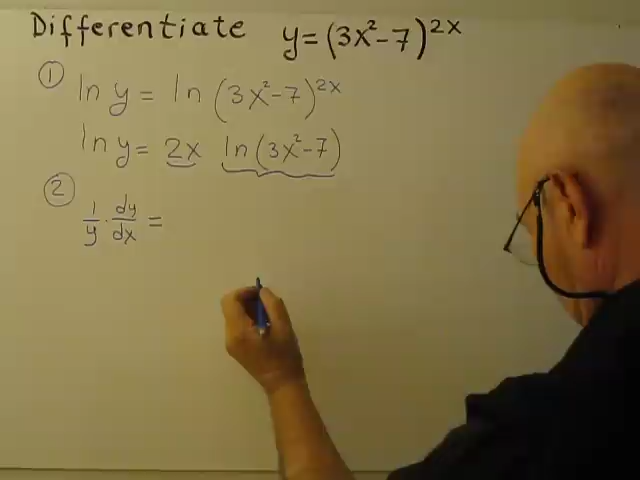 Differentiate y = (3x² - 7)^2x
① ln y = ln (3x² - 7)^2x
ln y = 2x ln (3x² - 7)
② 1/y · dy/dx =